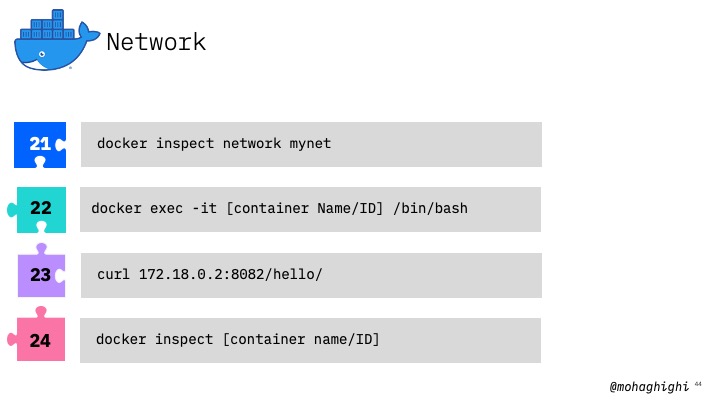 Network
21
docker inspect network mynet
22
docker exec -it [container Name/ID] /bin/bash
23
curl 172.18.0.2:8082/hello/
24
docker inspect [container name/ID]
@mohaghighi 44